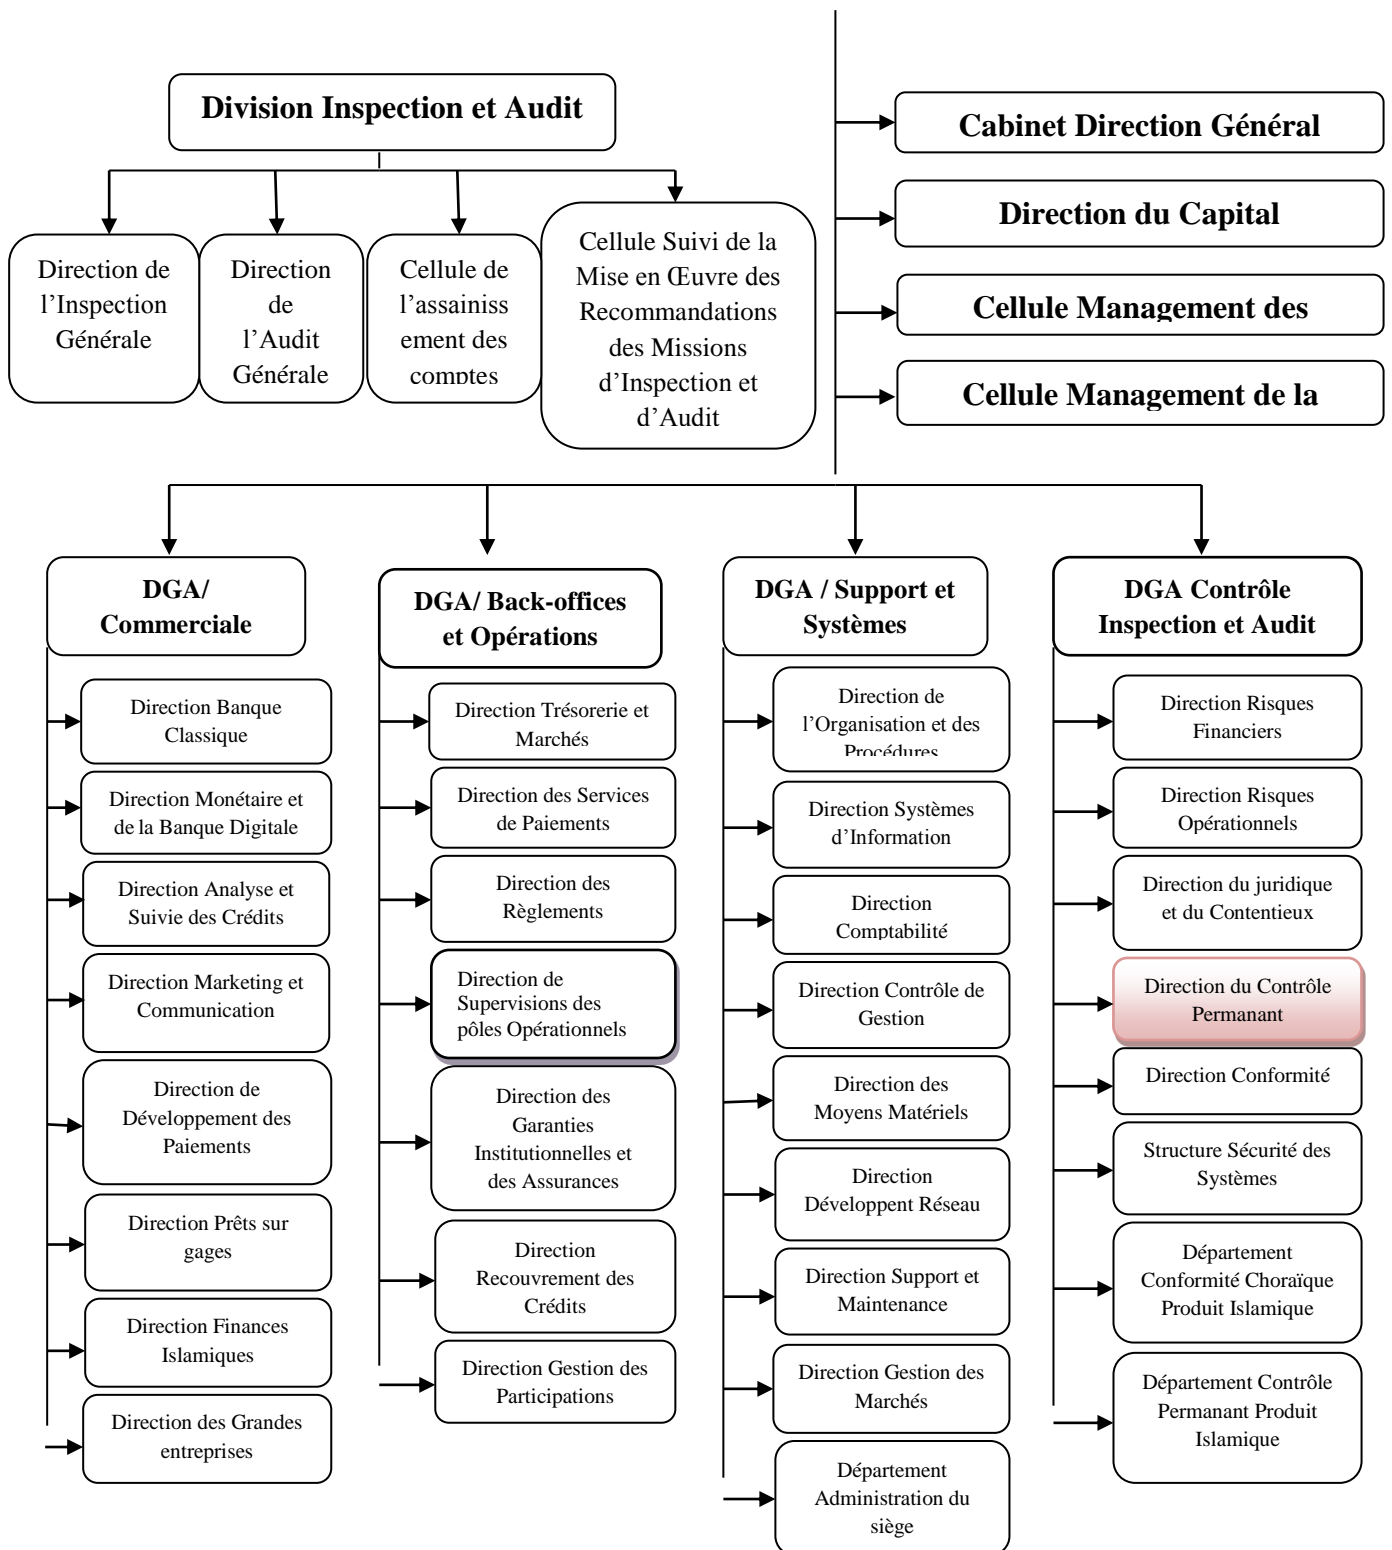 Division Inspection et Audit
Cabinet Direction Général
Direction du Capital
Cellule Management des
Cellule Management de la
Direction de
l’Inspection
Générale
Direction
de
l’Audit
Générale
Cellule de
l’assainiss
ement des
comptes
Cellule Suivi de la
Mise en Œuvre des
Recommandations
des Missions
d’Inspection et
d’Audit
DGA/
Commerciale
Direction Banque
Classique
Direction Monétaire et
de la Banque Digitale
Direction Analyse et
Suivie des Crédits
Direction Marketing et
Communication
Direction de
Développement des
Paiements
Direction Prêts sur
gages
Direction Finances
Islamiques
Direction des Grandes
entreprises
DGA/ Back-offices
et Opérations
Direction Trésorerie et
Marchés
Direction des Services
de Paiements
Direction des
Règlements
Direction de
Supervisions des
pôles Opérationnels
Direction des
Garanties
Institutionnelles et
des Assurances
Direction
Recouvrement des
Crédits
Direction Gestion des
Participations
DGA / Support et
Systèmes
Direction de
l’Organisation et des
Procédures
Direction Systèmes
d’Information
Direction
Comptabilité
Direction Contrôle de
Gestion
Direction des
Moyens Matériels
Direction
Développent Réseau
Direction Support et
Maintenance
Direction Gestion des
Marchés
Département
Administration du
siège
DGA Contrôle
Inspection et Audit
Direction Risques
Financiers
Direction Risques
Opérationnels
Direction du juridique
et du Contentieux
Direction du Contrôle
Permanant
Direction Conformité
Structure Sécurité des
Systèmes
Département
Conformité Choraïque
Produit Islamique
Département Contrôle
Permanant Produit
Islamique